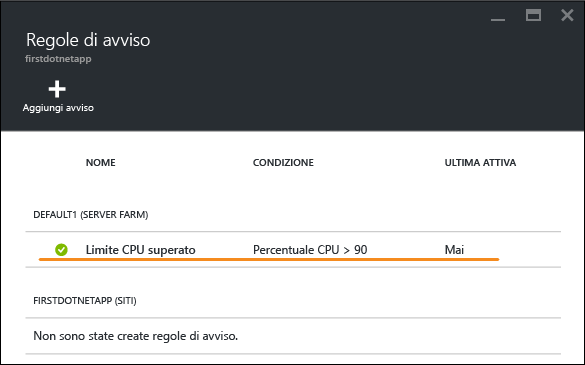 Regole di avviso
firstdotnetapp
Aggiungi avviso
NOME CONDIZIONE ULTIMA ATTIVA
DEFAULT1 (SERVER FARM)
Limite CPU superato Percentuale CPU > 90 Mai
FIRSTDOTNETAPP (SITI)
Non sono state create regole di avviso.